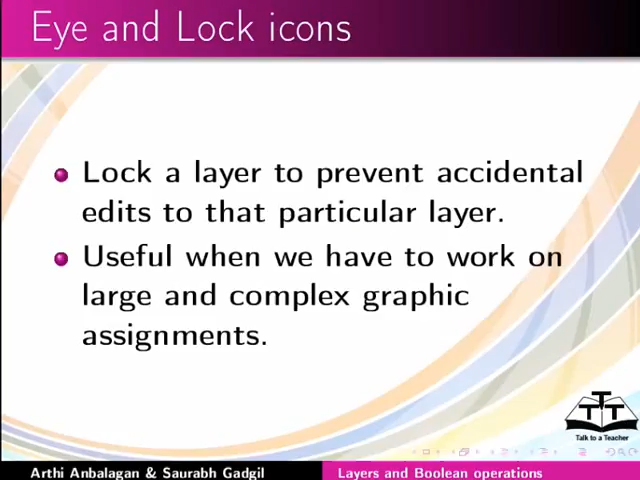 Eye and Lock icons
Lock a layer to prevent accidental
edits to that particular layer.
Useful when we have to work on
large and complex graphic
assignments.
TTT
Talk to a Teacher
Arthi Anbalagan & Saurabh Gadgil Layers and Boolean operations